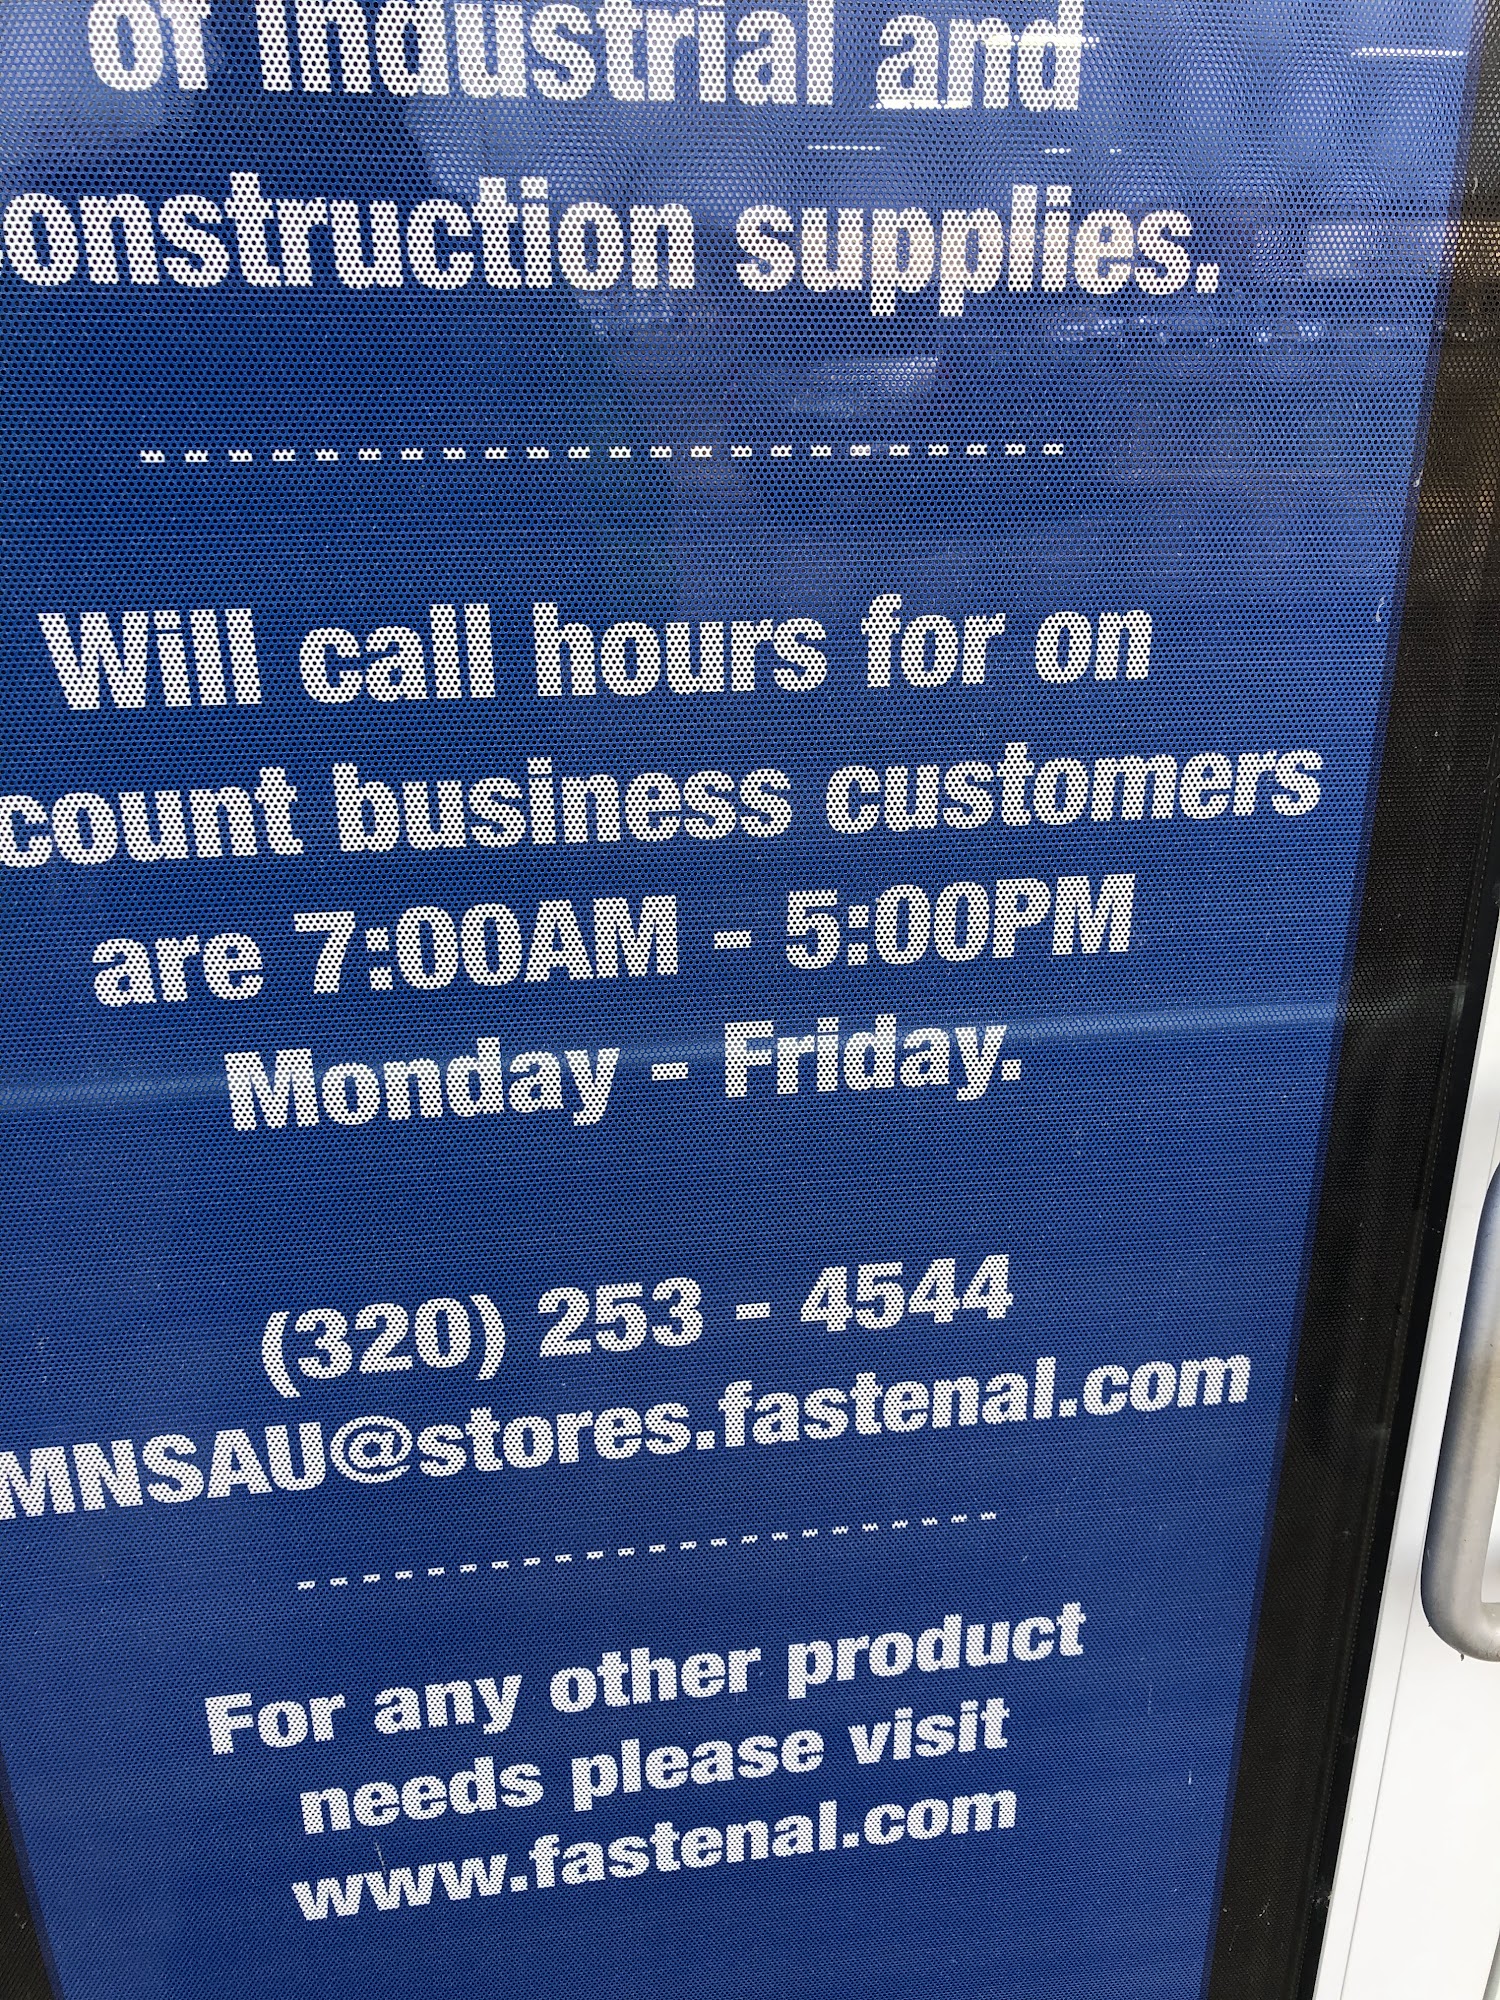 of Industrial and
onstruction supplies.
- - - - - - - - - - - - - - - - - - - - - - -
Will call hours for on
count business customers
are 7:00AM - 5:00PM
Monday - Friday.
(320) 253 - 4544
MNSAU@stores.fastenal.com
- - - - - - - - - - - - - - - - - - - - - -
For any other product
needs please visit
www.fastenal.com